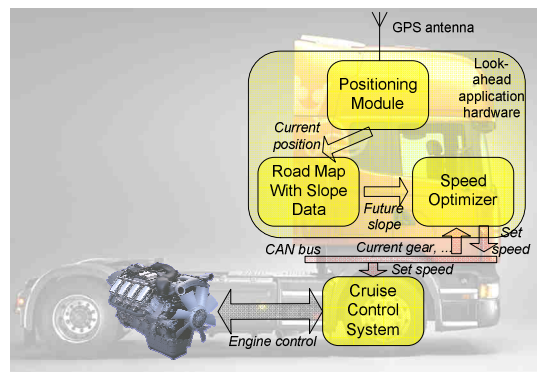 GPS antenna
Look-
ahead
application
hardware
Positioning
Module
Current
position
Road Map
With Slope
Data
Future
slope
Speed
Optimizer
CAN bus
Current gear, ...
Set
speed
Set speed
Cruise
Control
System
Engine control